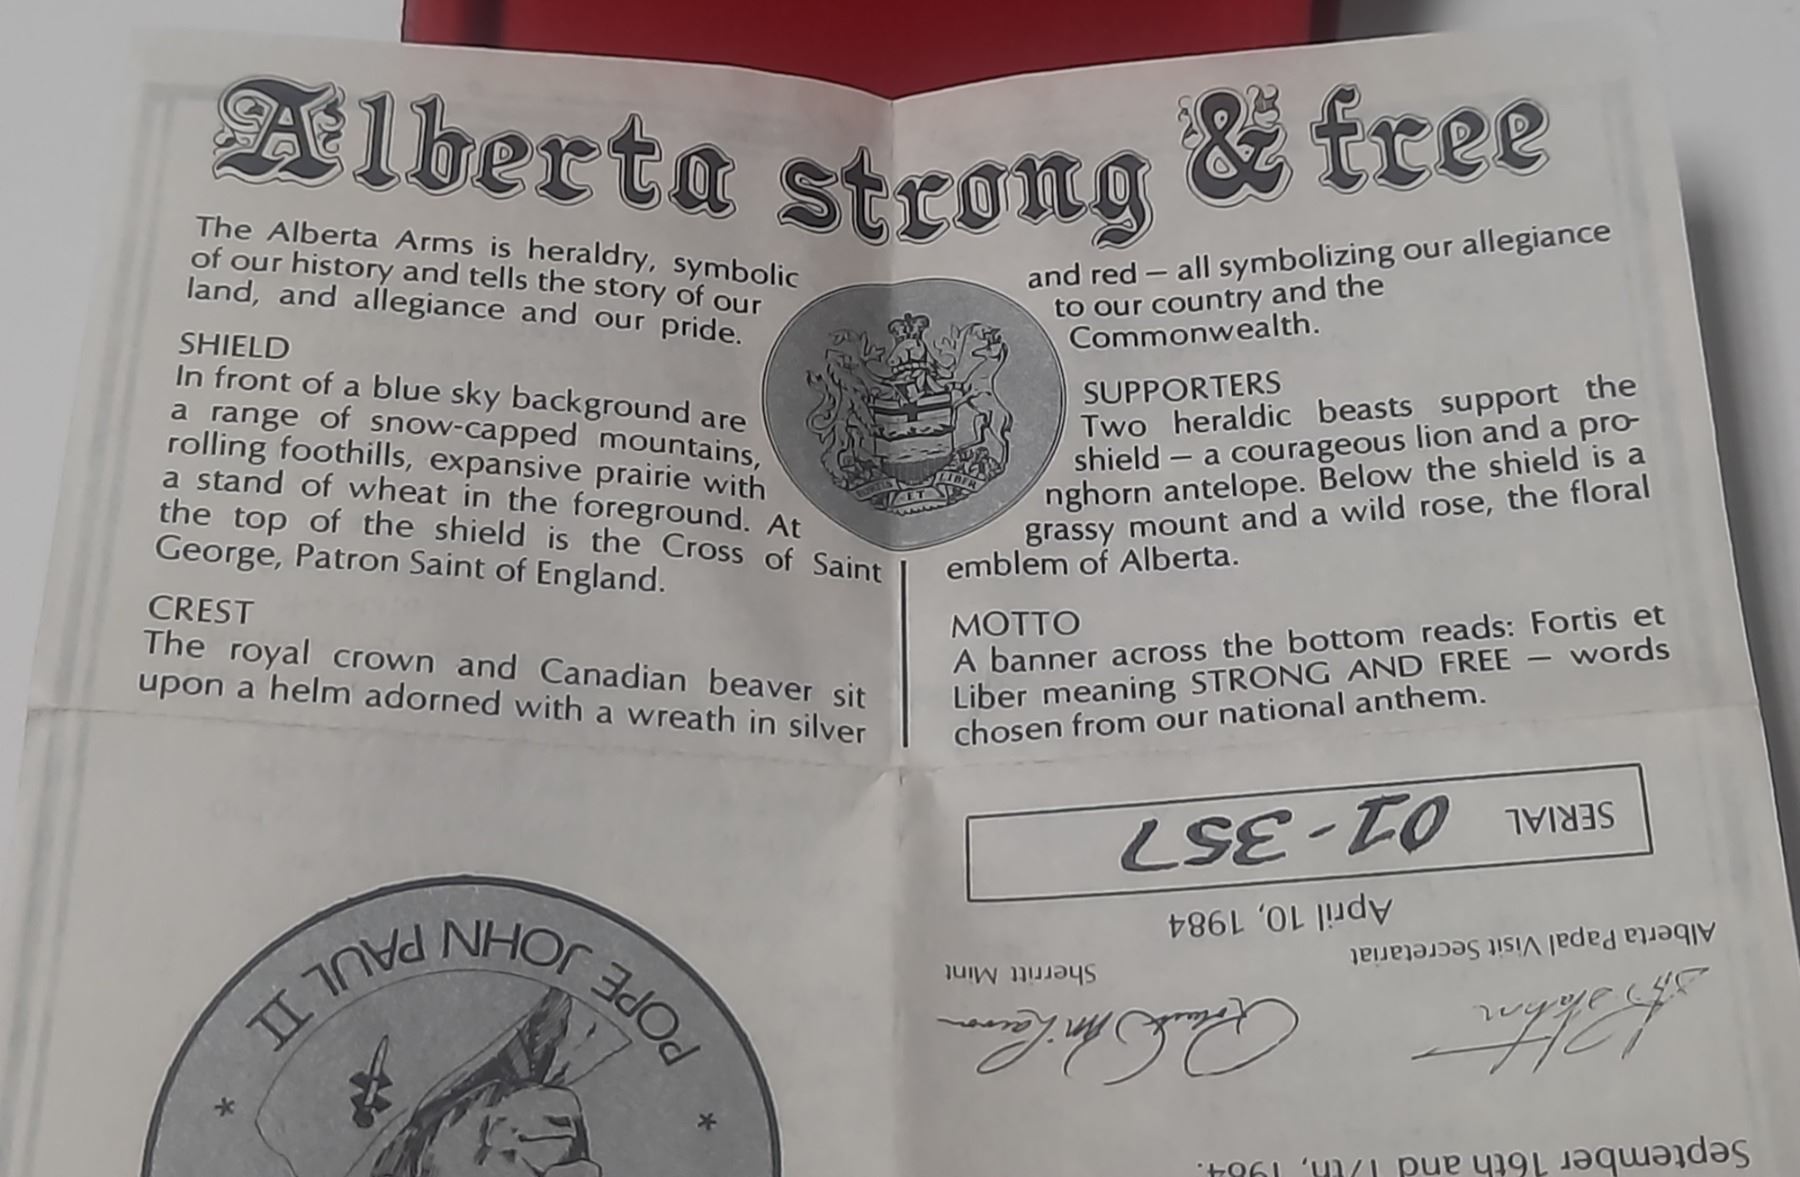 Alberta strong & free
The Alberta Arms is heraldry, symbolic
of our history and tells the story of our
land, and allegiance and our pride.
SHIELD
In front of a blue sky background are
a range of snow-capped mountains,
rolling foothills, expansive prairie with
a stand of wheat in the foreground. At
the top of the shield is the Cross of Saint
George, Patron Saint of England.
CREST
The royal crown and Canadian beaver sit
upon a helm adorned with a wreath in silver
and red – all symbolizing our allegiance
to our country and the
Commonwealth.
SUPPORTERS
Two heraldic beasts support the
shield – a courageous lion and a pro-
nghorn antelope. Below the shield is a
grassy mount and a wild rose, the floral
emblem of Alberta.
MOTTO
A banner across the bottom reads: Fortis et
Liber meaning STRONG AND FREE – words
chosen from our national anthem.
FORTIS ET LIBER
September 16th and 17th, 1984.
Sherritt Mint
Alberta Papal Visit Secretariat
April 10, 1984
SERIAL 01-357
POPE JOHN PAUL II